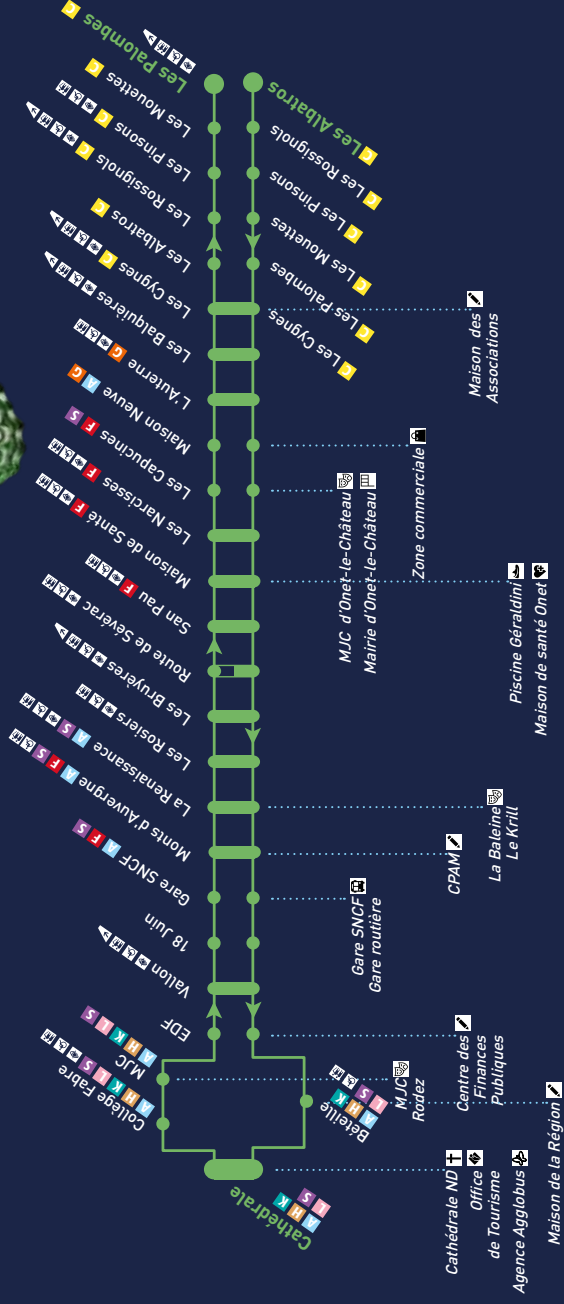 C Les Palombes
Les Mouettes C
Les Pinsons C
Les Rossignols C
Les Albatros C
Les Cygnes C
Les Balquières
L'Auterne G
Maison Neuve A G
Les Capucines F S
Les Narcisses F
Maison de Santé F
San Pau F
Route de Sévérac
Les Bruyères
Les Rosiers
La Renaissance A S
Monts d'Auvergne A F S
Gare SNCF A F S
18 Juin
Vallon
EDF
MJC A H K L S
Collège Fabre A H K L S
Cathédrale
A H K
L S
Béteille
A H K
L S
C Les Albatros
C Les Rossignols
C Les Pinsons
C Les Mouettes
C Les Palombes
C Les Cygnes
Maison des
Associations
Zone commerciale
MJC d'Onet-le-Château
Mairie d'Onet-le-Château
Piscine Géraldini
Maison de santé Onet
La Baleine
Le Krill
CPAM
Gare SNCF
Gare routière
Centre des
Finances
Publiques
MJC
Rodez
Maison de la Région
Cathédrale ND
Office
de Tourisme
Agence Agglobus